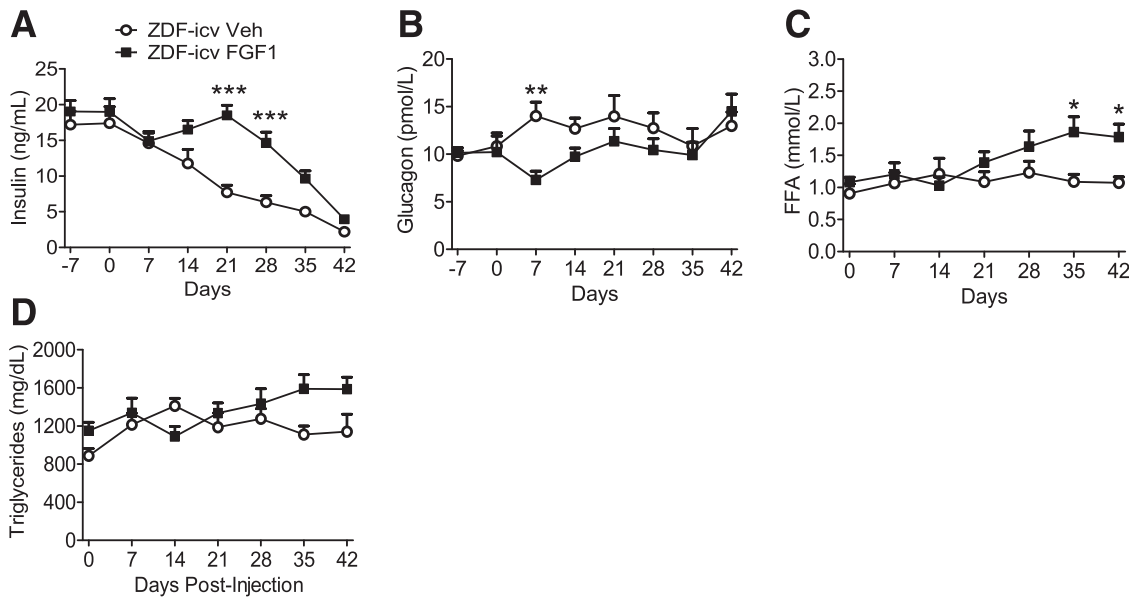 A
ZDF-icv Veh
ZDF-icv FGF1
Insulin (ng/mL)
25
20
15
10
5
0
***
***
-7 0 7 14 21 28 35 42
Days
B
Glucagon (pmol/L)
20
15
10
5
0
**
-7 0 7 14 21 28 35 42
Days
C
FFA (mmol/L)
3.0
2.5
2.0
1.5
1.0
0.5
0.0
*
*
0 7 14 21 28 35 42
Days
D
Triglycerides (mg/dL)
2000
1600
1200
800
400
0
0 7 14 21 28 35 42
Days Post-Injection